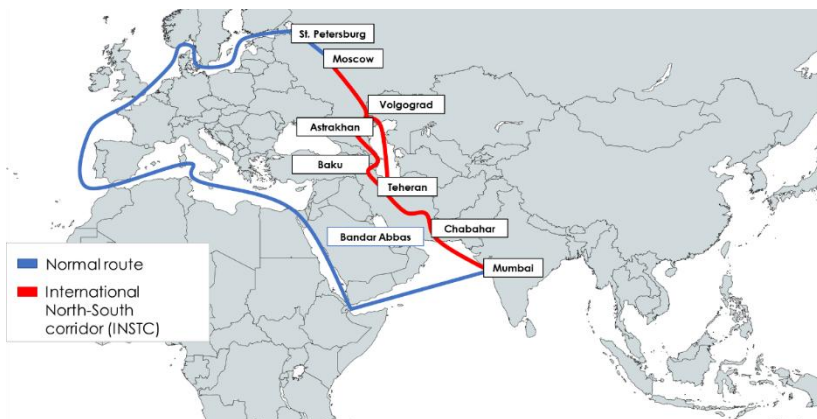 St. Petersburg
Moscow
Volgograd
Astrakhan
Baku
Teheran
Chabahar
Bandar Abbas
Mumbai
Normal route
International
North-South
corridor (INSTC)